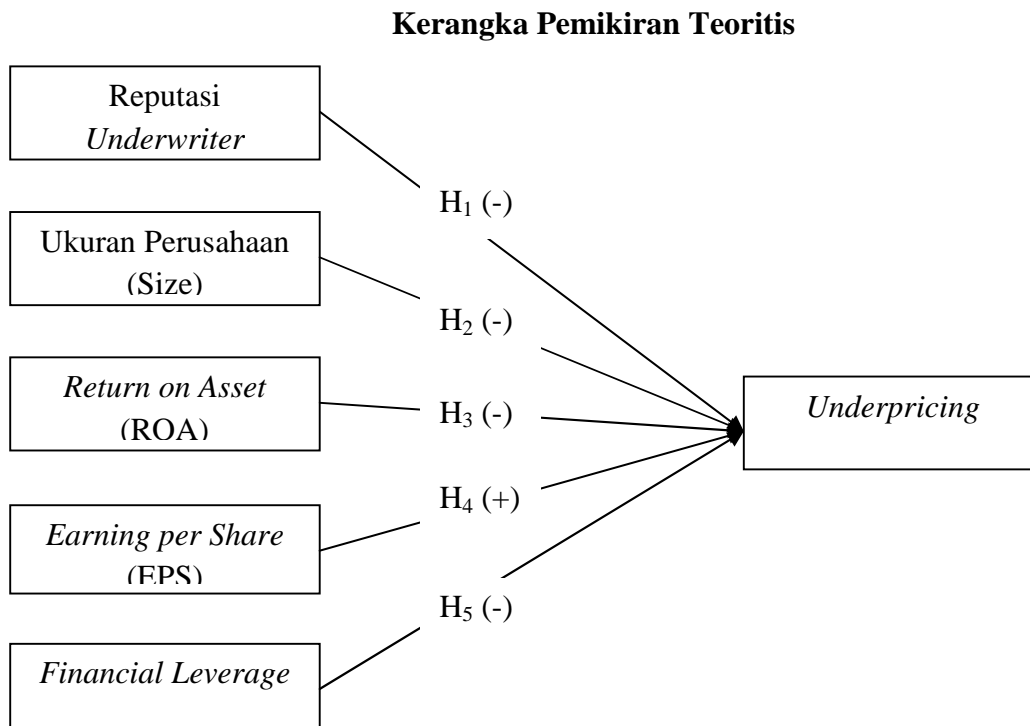 Kerangka Pemikiran Teoritis
Reputasi
Underwriter
H₁ (-)
Ukuran Perusahaan
(Size)
H₂ (-)
Return on Asset
(ROA)
H₃ (-)
Underpricing
Earning per Share
(EPS)
H₄ (+)
Financial Leverage
H₅ (-)